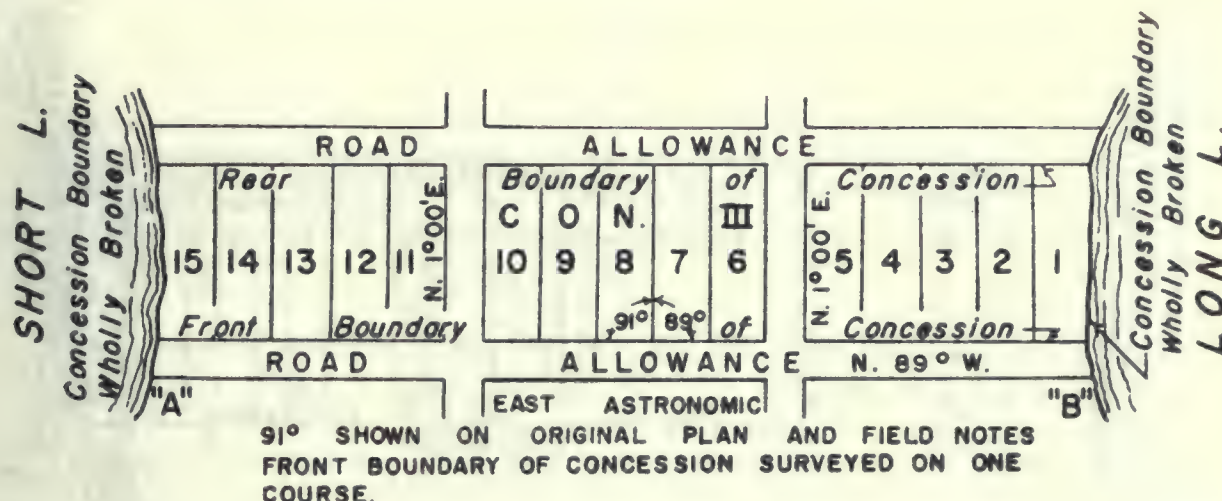 SHORT L.
Concession Boundary
Wholly Broken
ROAD ALLOWANCE
Rear Boundary of Concession
CON. III
15 14 13 12 11 10 9 8 7 6 5 4 3 2 1
N. 1°00'E.
N. 1°00'E.
91° 89°
Front Boundary of Concession
ROAD ALLOWANCE N. 89° W.
"A" "B"
EAST ASTRONOMIC
Concession Boundary
Wholly Broken
LONG L.
91° SHOWN ON ORIGINAL PLAN AND FIELD NOTES
FRONT BOUNDARY OF CONCESSION SURVEYED ON ONE
COURSE.